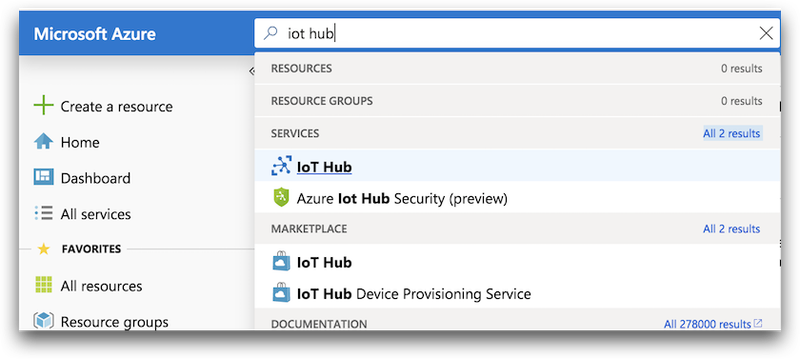 Microsoft Azure
iot hub
RESOURCES 0 results
RESOURCE GROUPS 0 results
SERVICES All 2 results
IoT Hub
Azure Iot Hub Security (preview)
MARKETPLACE All 2 results
IoT Hub
IoT Hub Device Provisioning Service
DOCUMENTATION All 278000 results
Create a resource
Home
Dashboard
All services
FAVORITES
All resources
Resource groups